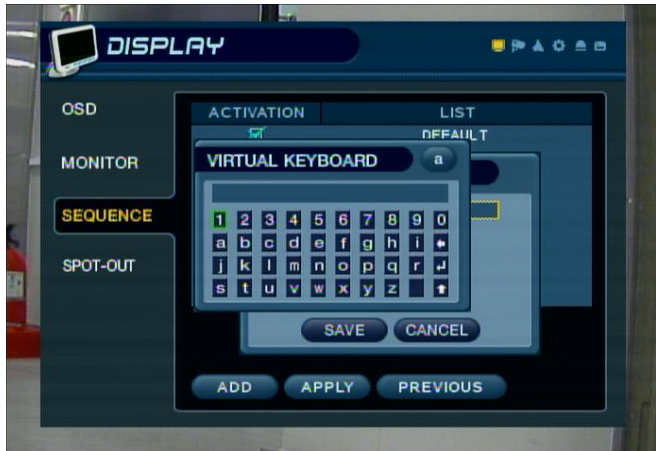 DISPLAY
OSD
MONITOR
SEQUENCE
SPOT-OUT
ACTIVATION LIST
DEFAULT
VIRTUAL KEYBOARD a
1 2 3 4 5 6 7 8 9 0
a b c d e f g h i
j k l m n o p q r
s t u v w x y z
SAVE CANCEL
ADD APPLY PREVIOUS